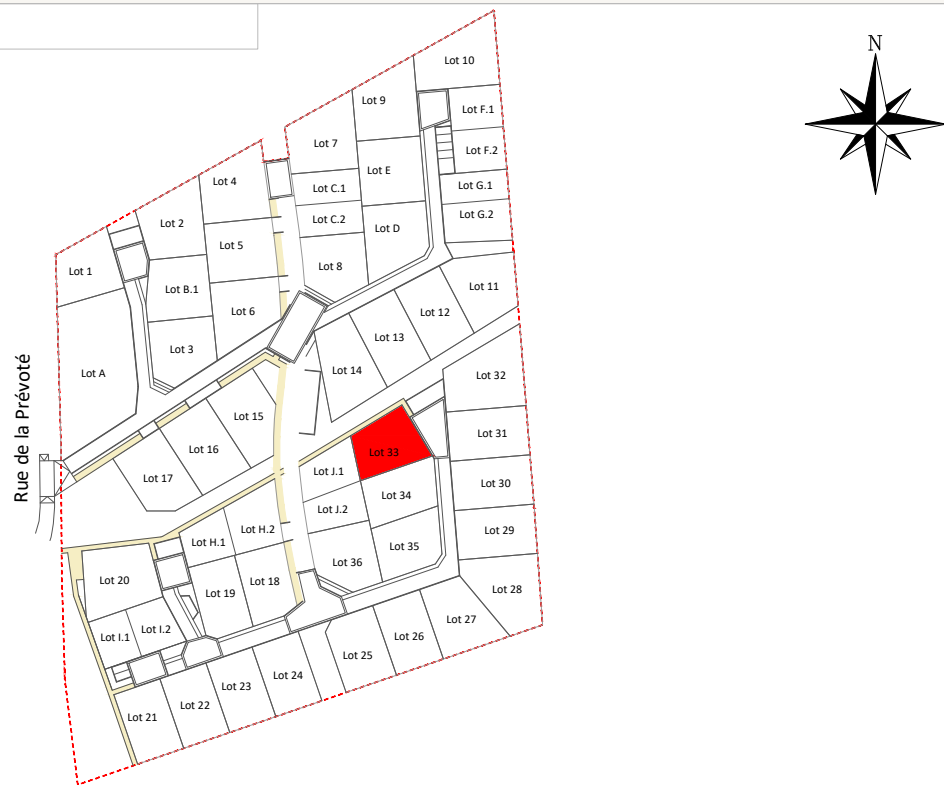 N
Lot 10
Lot 9
Lot F.1
Lot 7
Lot F.2
Lot E
Lot 4
Lot C.1
Lot G.1
Lot 2
Lot C.2
Lot G.2
Lot D
Lot 5
Lot 1
Lot 8
Lot B.1
Lot 11
Lot 6
Lot 12
Lot 13
Lot 3
Lot 14
Lot A
Lot 32
Lot 15
Lot 31
Lot 16
Lot 33
Lot 17
Lot J.1
Lot 30
Lot 34
Lot J.2
Rue de la Prévoté
Lot H.2
Lot 29
Lot H.1
Lot 35
Lot 36
Lot 20
Lot 18
Lot 28
Lot 19
Lot 27
Lot I.2
Lot I.1
Lot 26
Lot 25
Lot 24
Lot 23
Lot 22
Lot 21